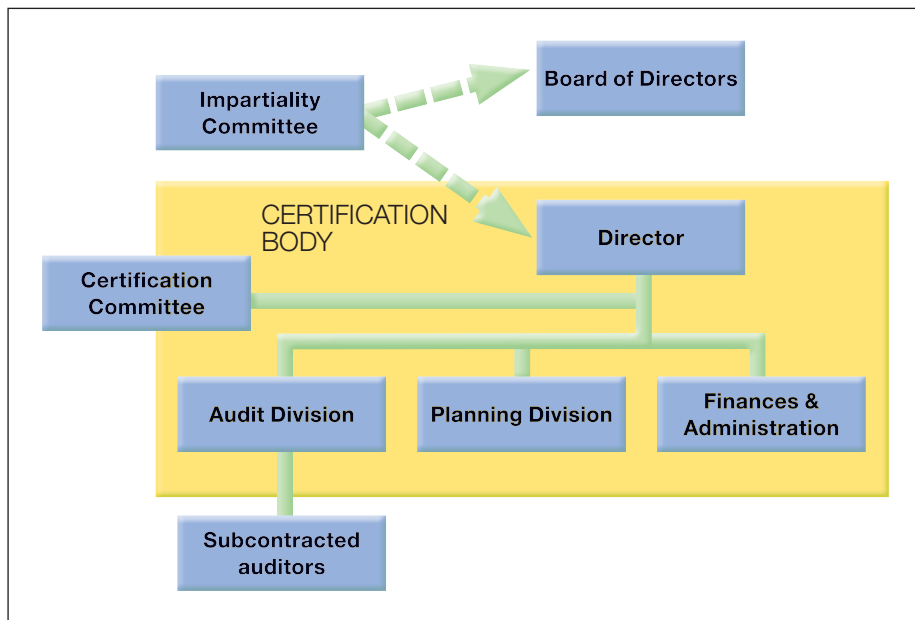 Board of Directors
Impartiality
Committee
CERTIFICATION
BODY
Director
Certification
Committee
Audit Division
Planning Division
Finances &
Administration
Subcontracted
auditors